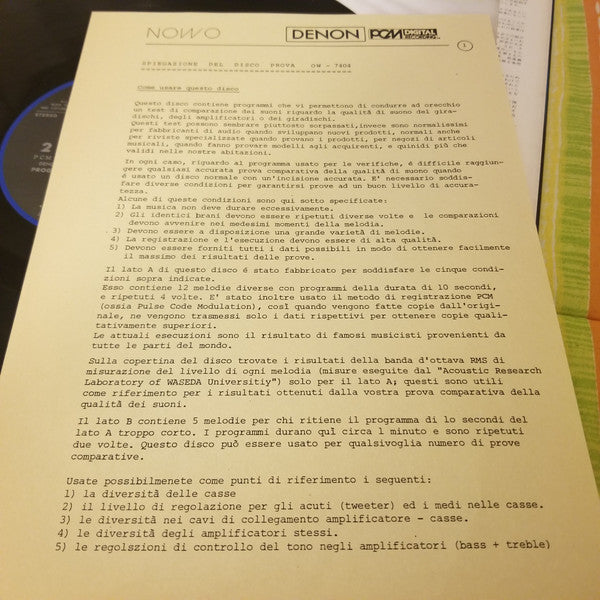 NOWO
DENON PCM DIGITAL
1
SPIEGAZIONE DEL DISCO PROVA OW - 7404
Come usare questo disco
Questo disco contiene programmi che vi permettono di condurre ad orecchio
un test di comparazione dei suoni riguardo la qualità di suono del gira-
dischi, degli amplificatori o dei giradischi.
Questi test possono sembrare piuttosto sorpassati,invece sono normalissimi
per fabbricanti di audio quando sviluppano nuovi prodotti, normali anche
per riviste specializzate quando provano i prodotti, per negozi di articoli
musicali, quando fanno provare modelli agli acquirenti, e quinidi più che
validi nelle nostre abitazioni.
In ogni caso, riguardo al programma usato per le verifiche, é difficile raggiun-
gere qualsiasi accurata prova comparativa della qualità di suono quando
é usato un disco normale con un'incisione accurata. E' necessario soddis-
fare diverse condizioni per garantirsi prove ad un buon livello di accura-
tezza.
Alcune di queste condizioni sono qui sotto specificate:
1) La musica non deve durare eccessivamente.
2) Gli identici brani devono essere ripetuti diverse volte e le comparazioni
devono avvenire nei medesimi momenti della melodia.
3) Devono essere a disposizione una grande varietà di melodie.
4) La registrazione e l'esecuzione devono essere di alta qualità.
5) Devono essere forniti tutti i dati possibili in modo di ottenere facilmente
il massimo dei risultati delle prove.
Il lato A di questo disco é stato fabbricato per soddisfare le cinque condi-
zioni sopra indicate.
Esso contiene 12 melodie diverse con programmi della durata di 10 secondi,
e ripetuti 4 volte. E' stato inoltre usato il metodo di registrazione PCM
(ossia Pulse Code Modulation), così quando vengono fatte copie dall'origi-
nale, ne vengono trasmessi solo i dati rispettivi per ottenere copie quali-
tativamente superiori.
Le attuali esecuzioni sono il risultato di famosi musicisti provenienti da
tutte le parti del mondo.
Sulla copertina del disco trovate i risultati della banda d'ottava RMS di
misurazione del livello di ogni melodia (misure eseguite dal "Acoustic Research
Laboratory of WASEDA Universitiy") solo per il lato A; questi sono utili
come riferimento per i risultati ottenuti dalla vostra prova comparativa della
qualità dei suoni.
Il lato B contiene 5 melodie per chi ritiene il programma di lo secondi del
lato A troppo corto. I programmi durano quì circa l minuto e sono ripetuti
due volte. Questo disco può essere usato per qualsivoglia numero di prove
comparative.
Usate possibilmenete come punti di riferimento i seguenti:
1) la diversità delle casse
2) il livello di regolazione per gli acuti (tweeter) ed i medi nelle casse.
3) le diversità nei cavi di collegamento amplificatore - casse.
4) le diversità degli amplificatori stessi.
5) le regolszioni di controllo del tono negli amplificatori (bass + treble)
STEREO
2
PCM